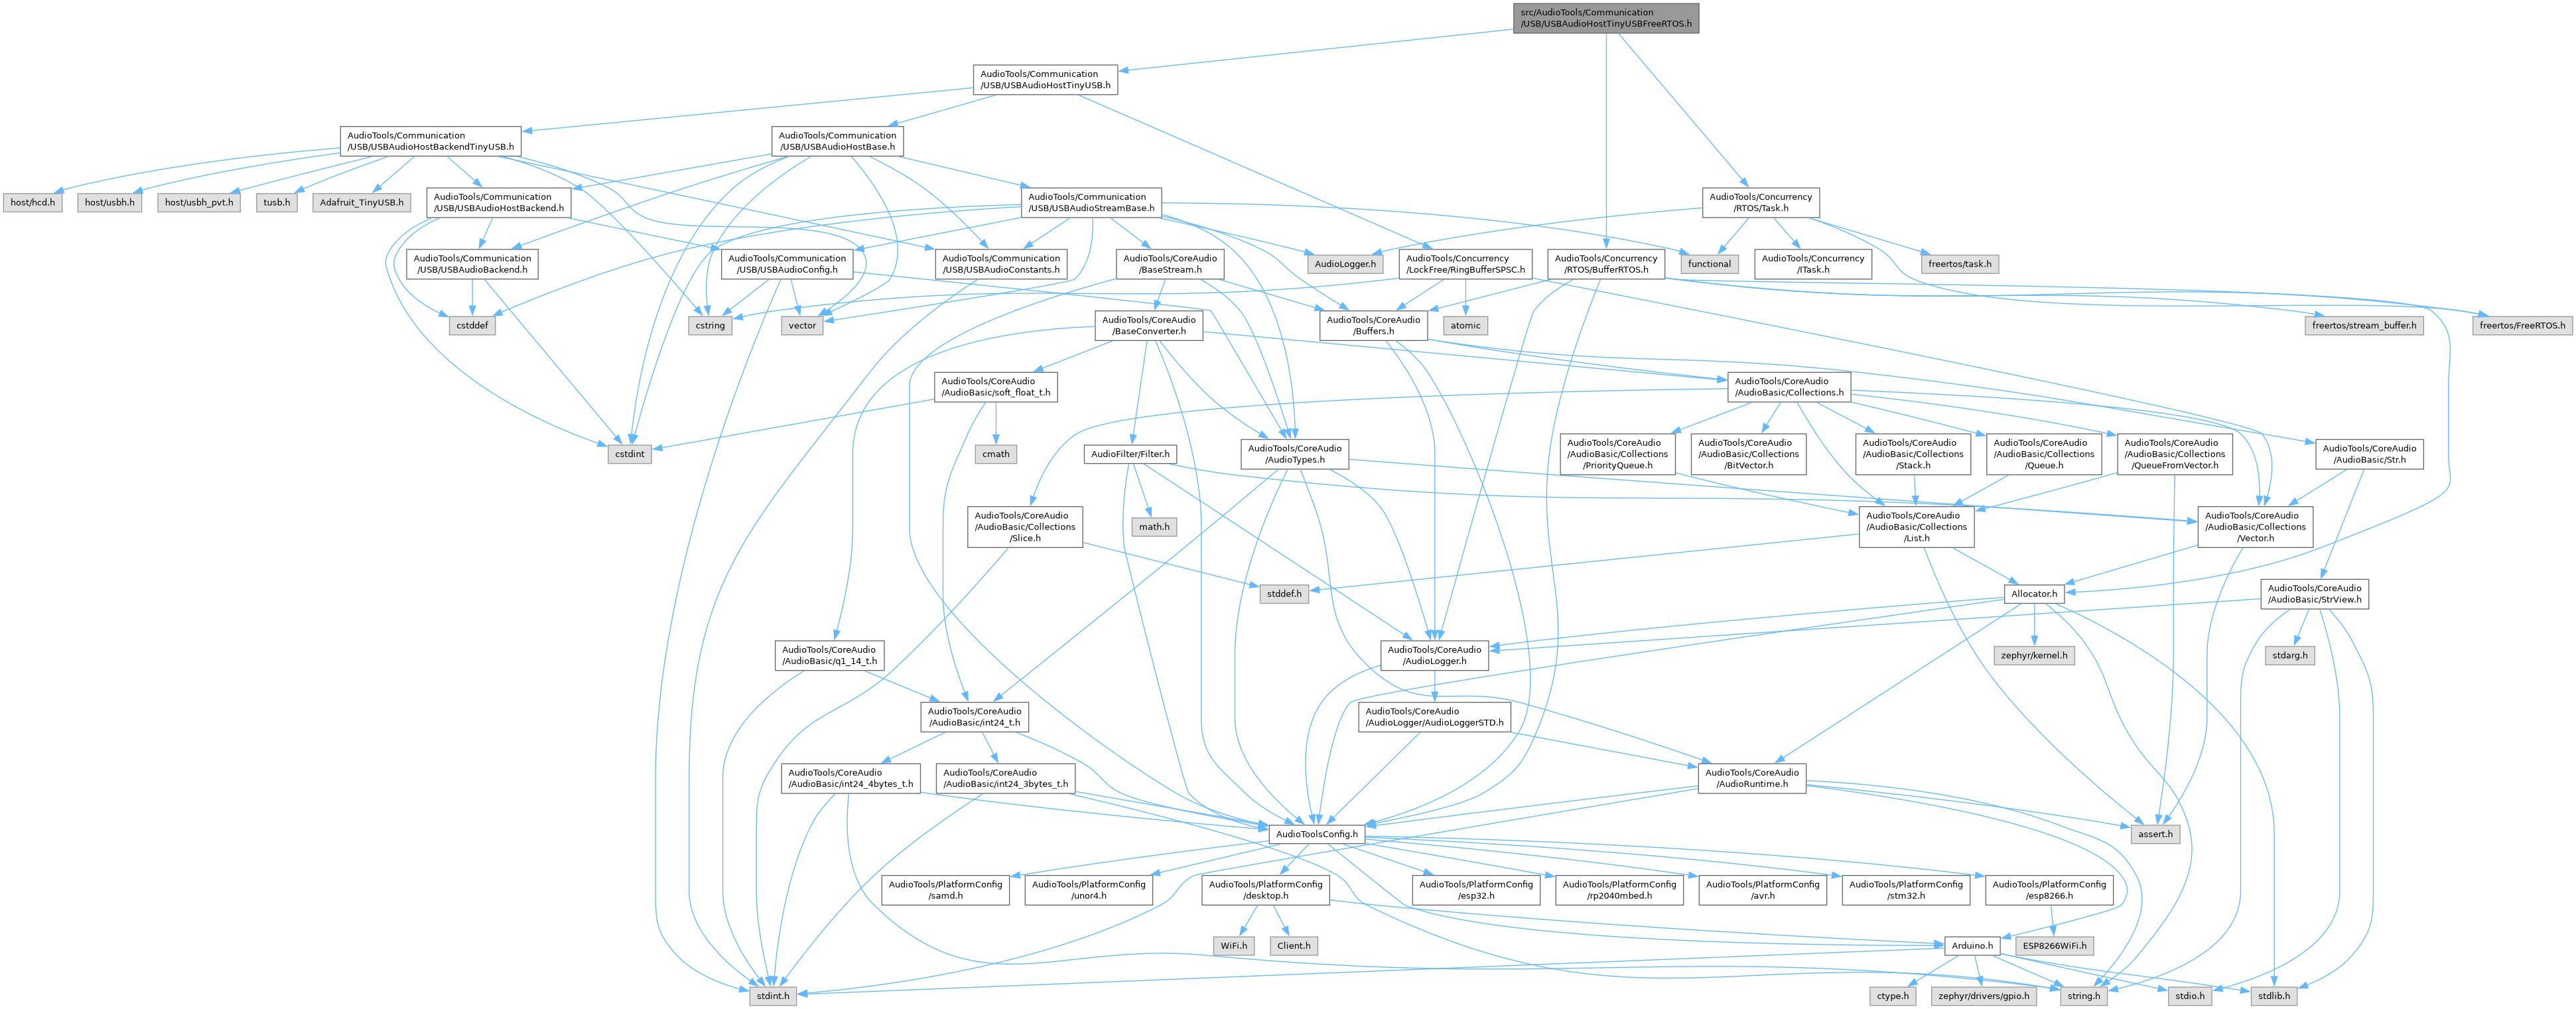 src/AudioTools/Communication
/USB/USBAudioHostTinyUSBFreeRTOS.h
AudioTools/Communication
/USB/USBAudioHostTinyUSB.h
AudioTools/Communication
/USB/USBAudioHostBackendTinyUSB.h
AudioTools/Communication
/USB/USBAudioHostBase.h
host/hcd.h
host/usbh.h
host/usbh_pvt.h
tusb.h
Adafruit_TinyUSB.h
AudioTools/Communication
/USB/USBAudioHostBackend.h
AudioTools/Communication
/USB/USBAudioStreamBase.h
AudioTools/Concurrency
/RTOS/Task.h
AudioTools/Communication
/USB/USBAudioBackend.h
AudioTools/Communication
/USB/USBAudioConfig.h
AudioTools/Communication
/USB/USBAudioConstants.h
AudioTools/CoreAudio
/BaseStream.h
AudioLogger.h
AudioTools/Concurrency
/LockFree/RingBufferSPSC.h
AudioTools/Concurrency
/RTOS/BufferRTOS.h
functional
AudioTools/Concurrency
/ITask.h
freertos/task.h
cstddef
cstring
vector
AudioTools/CoreAudio
/BaseConverter.h
AudioTools/CoreAudio
/Buffers.h
atomic
freertos/stream_buffer.h
freertos/FreeRTOS.h
AudioTools/CoreAudio
/AudioBasic/soft_float_t.h
AudioTools/CoreAudio
/AudioBasic/Collections.h
cstdint
cmath
AudioFilter/Filter.h
AudioTools/CoreAudio
/AudioTypes.h
AudioTools/CoreAudio
/AudioBasic/Collections
/PriorityQueue.h
AudioTools/CoreAudio
/AudioBasic/Collections
/BitVector.h
AudioTools/CoreAudio
/AudioBasic/Collections
/Stack.h
AudioTools/CoreAudio
/AudioBasic/Collections
/Queue.h
AudioTools/CoreAudio
/AudioBasic/Collections
/QueueFromVector.h
AudioTools/CoreAudio
/AudioBasic/Str.h
AudioTools/CoreAudio
/AudioBasic/Collections
/Slice.h
math.h
AudioTools/CoreAudio
/AudioBasic/Collections
/List.h
AudioTools/CoreAudio
/AudioBasic/Collections
/Vector.h
stddef.h
Allocator.h
AudioTools/CoreAudio
/AudioBasic/StrView.h
AudioTools/CoreAudio
/AudioBasic/q1_14_t.h
AudioTools/CoreAudio
/AudioLogger.h
zephyr/kernel.h
stdarg.h
AudioTools/CoreAudio
/AudioBasic/int24_t.h
AudioTools/CoreAudio
/AudioLogger/AudioLoggerSTD.h
AudioTools/CoreAudio
/AudioBasic/int24_4bytes_t.h
AudioTools/CoreAudio
/AudioBasic/int24_3bytes_t.h
AudioTools/CoreAudio
/AudioRuntime.h
AudioToolsConfig.h
assert.h
AudioTools/PlatformConfig
/samd.h
AudioTools/PlatformConfig
/unor4.h
AudioTools/PlatformConfig
/desktop.h
AudioTools/PlatformConfig
/esp32.h
AudioTools/PlatformConfig
/rp2040mbed.h
AudioTools/PlatformConfig
/avr.h
AudioTools/PlatformConfig
/stm32.h
AudioTools/PlatformConfig
/esp8266.h
WiFi.h
Client.h
Arduino.h
ESP8266WiFi.h
stdint.h
ctype.h
zephyr/drivers/gpio.h
string.h
stdio.h
stdlib.h